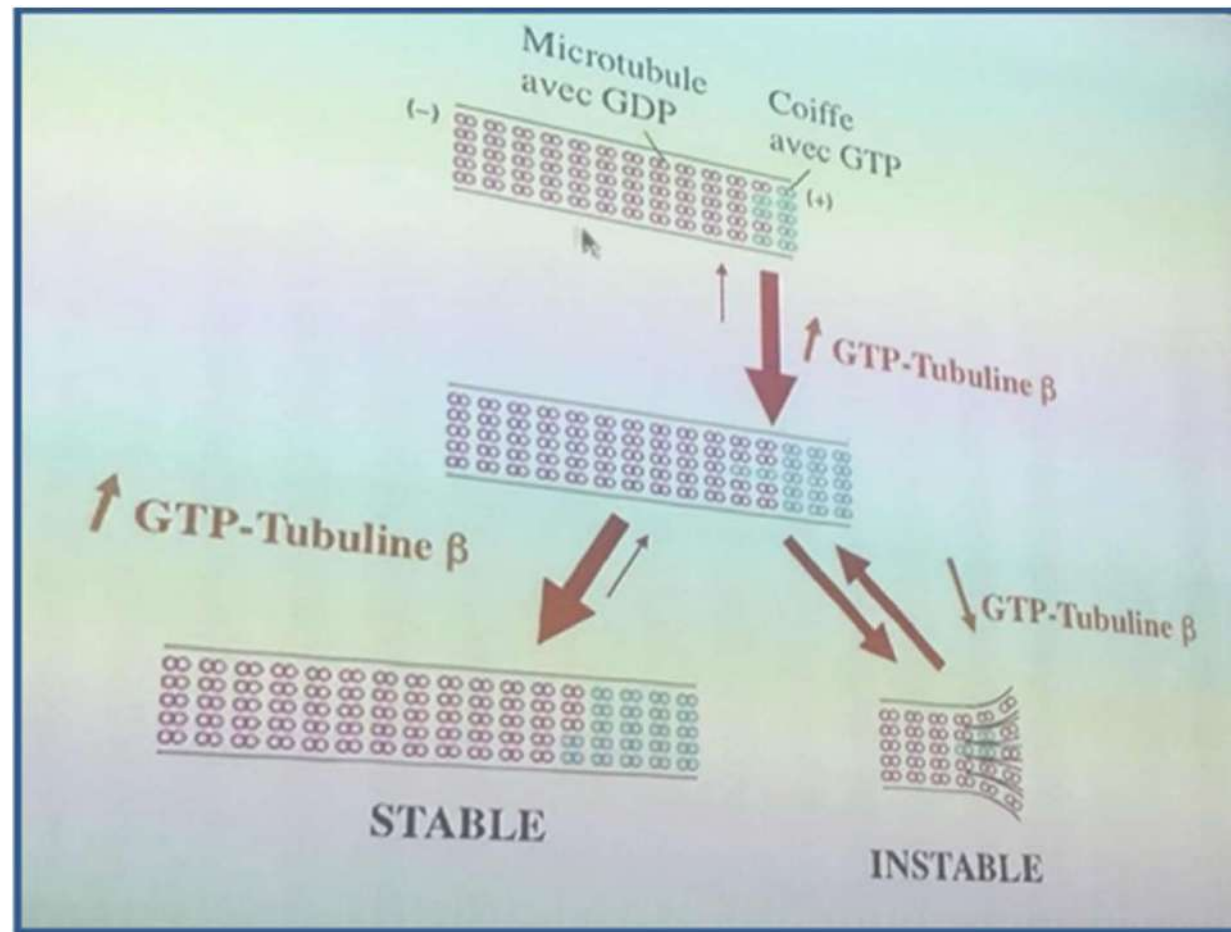 Microtubule
avec GDP
Coiffe
avec GTP
(−)
(+)
↑ GTP-Tubuline β
↑ GTP-Tubuline β
↓ GTP-Tubuline β
STABLE
INSTABLE